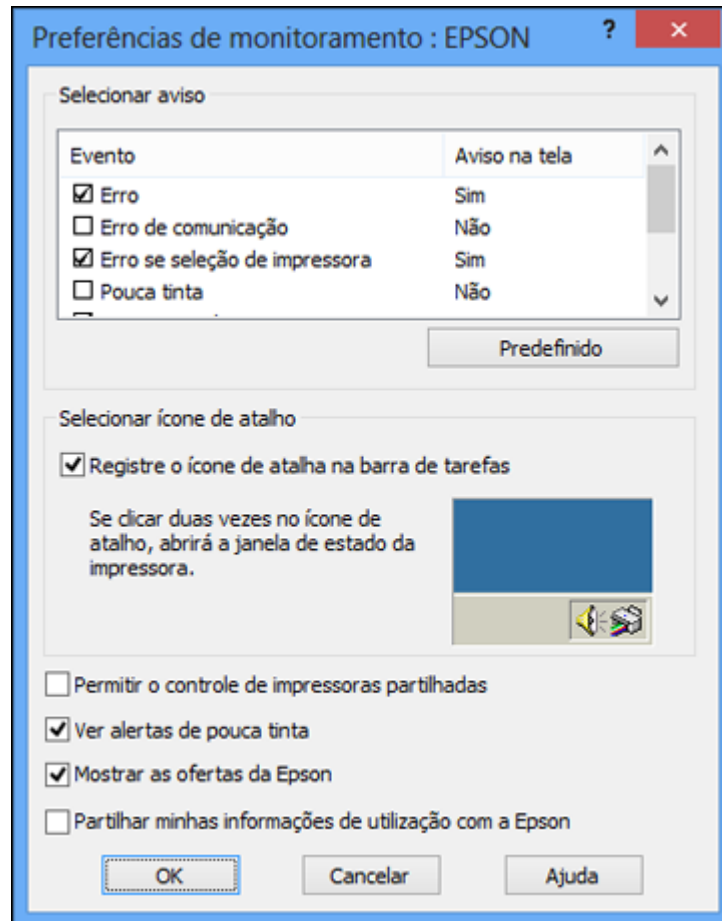 Preferências de monitoramento : EPSON
?
Selecionar aviso
Evento Aviso na tela
Erro Sim
Erro de comunicação Não
Erro se seleção de impressora Sim
Pouca tinta Não
Predefinido
Selecionar ícone de atalho
Registre o ícone de atalha na barra de tarefas
Se clicar duas vezes no ícone de
atalho, abrirá a janela de estado da
impressora.
Permitir o controle de impressoras partilhadas
Ver alertas de pouca tinta
Mostrar as ofertas da Epson
Partilhar minhas informações de utilização com a Epson
OK Cancelar Ajuda